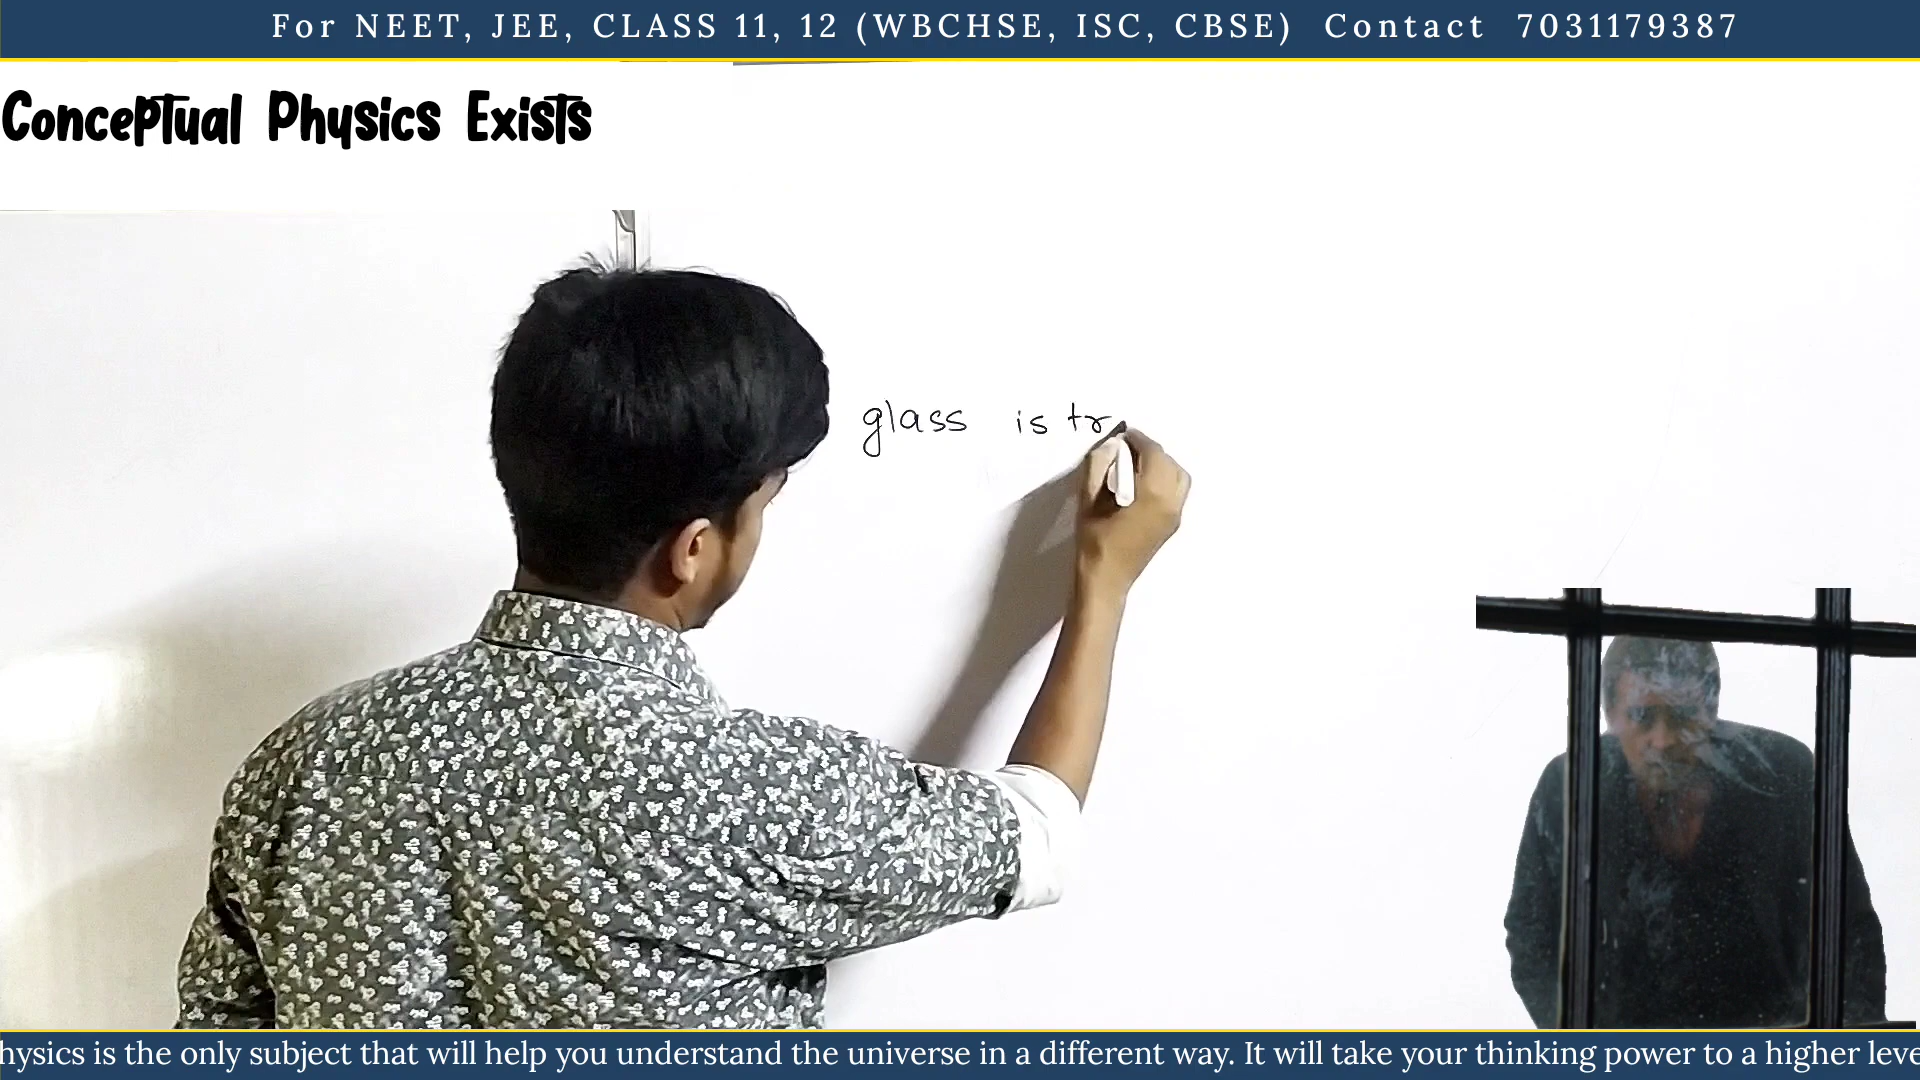 For NEET, JEE, CLASS 11, 12 (WBCHSE, ISC, CBSE) Contact 7031179387
Conceptual Physics Exists
glass is tr
hysics is the only subject that will help you understand the universe in a different way. It will take your thinking power to a higher leve